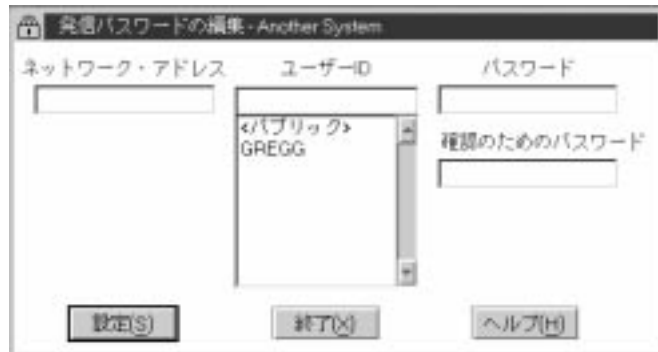 発信パスワードの編集 - Another System
ネットワーク・アドレス
ユーザーID
パスワード
<パブリック>
GREGG
確認のためのパスワード
設定(S)
終了(X)
ヘルプ(H)